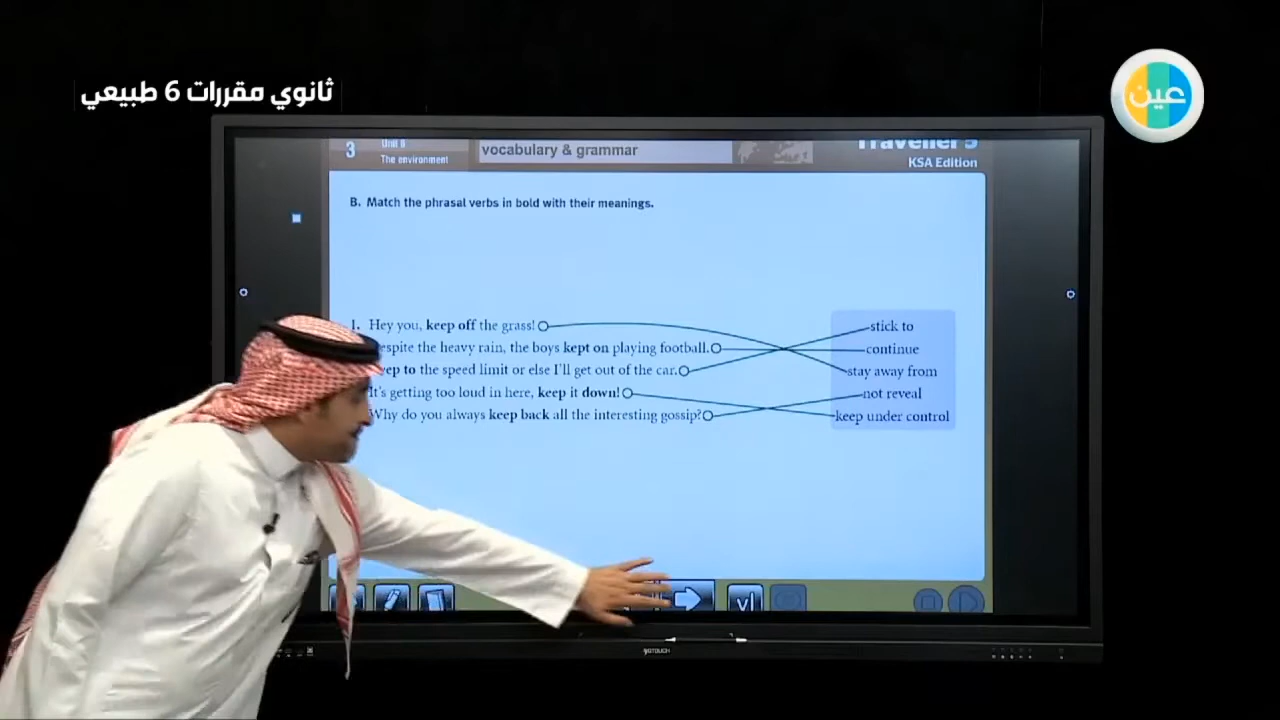 ثانوي مقررات 6 طبيعي
عين
3
Unit 6
The environment
vocabulary & grammar
Traveller 5
KSA Edition
B. Match the phrasal verbs in bold with their meanings.
1. Hey you, keep off the grass!
stick to
espite the heavy rain, the boys kept on playing football.
continue
ep to the speed limit or else I'll get out of the car.
stay away from
It's getting too loud in here, keep it down!
not reveal
Why do you always keep back all the interesting gossip?
keep under control